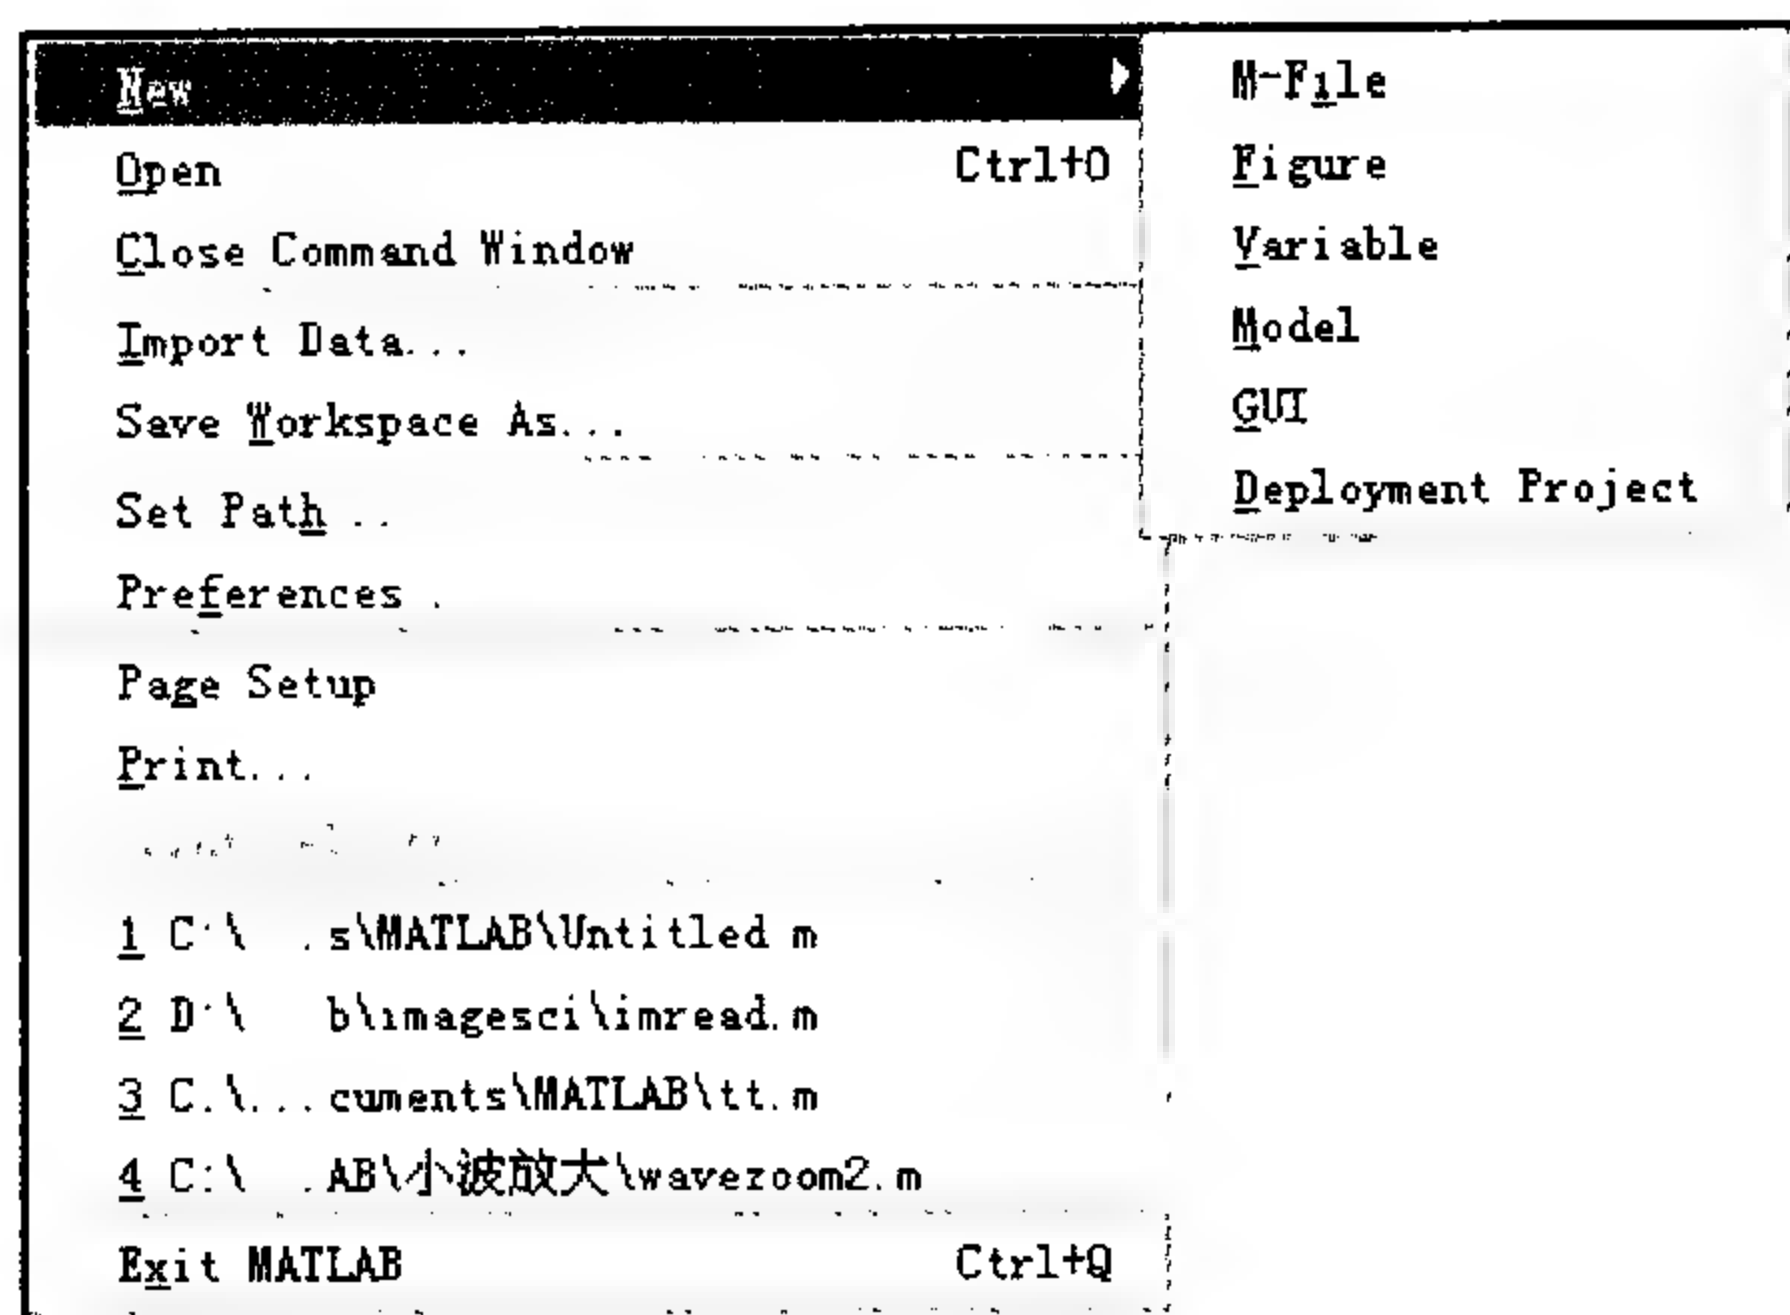 New
Open Ctrl+O
Close Command Window
Import Data...
Save Workspace As...
Set Path ..
Preferences .
Page Setup
Print...
1 C:\ .s\MATLAB\Untitled m
2 D:\ b\imagesci\imread.m
3 C.\...cuments\MATLAB\tt.m
4 C:\ .AB\小波放大\wavezoom2.m
Exit MATLAB Ctrl+Q
M-File
Figure
Variable
Model
GUI
Deployment Project